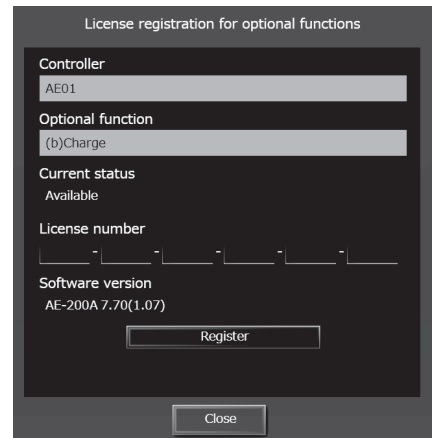 License registration for optional functions
Controller
AE01
Optional function
(b)Charge
Current status
Available
License number
- - - - -
Software version
AE-200A 7.70(1.07)
Register
Close